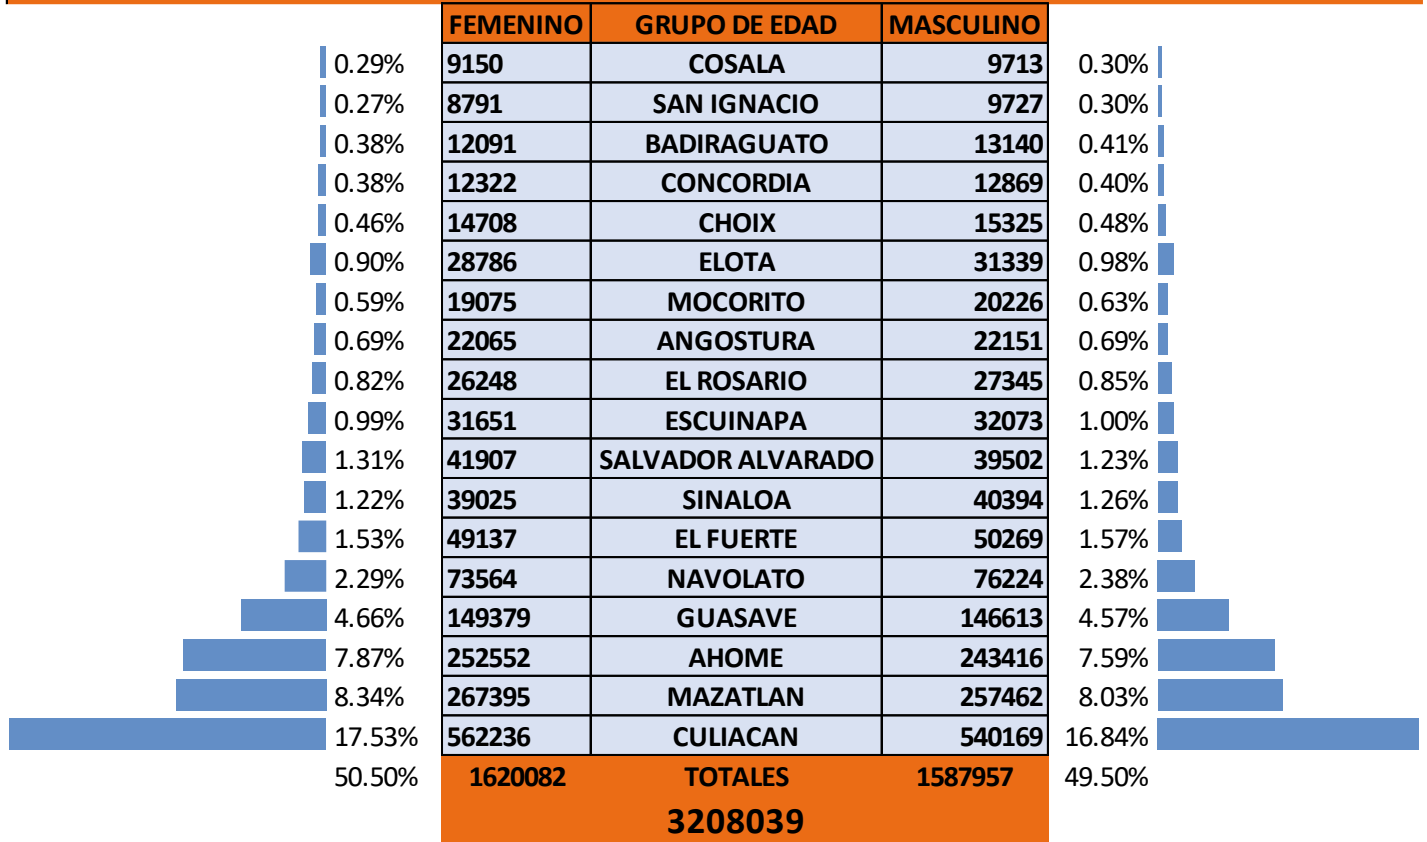 FEMENINO GRUPO DE EDAD MASCULINO
0.29% 9150 COSALA 9713 0.30%
0.27% 8791 SAN IGNACIO 9727 0.30%
0.38% 12091 BADIRAGUATO 13140 0.41%
0.38% 12322 CONCORDIA 12869 0.40%
0.46% 14708 CHOIX 15325 0.48%
0.90% 28786 ELOTA 31339 0.98%
0.59% 19075 MOCORITO 20226 0.63%
0.69% 22065 ANGOSTURA 22151 0.69%
0.82% 26248 EL ROSARIO 27345 0.85%
0.99% 31651 ESCUINAPA 32073 1.00%
1.31% 41907 SALVADOR ALVARADO 39502 1.23%
1.22% 39025 SINALOA 40394 1.26%
1.53% 49137 EL FUERTE 50269 1.57%
2.29% 73564 NAVOLATO 76224 2.38%
4.66% 149379 GUASAVE 146613 4.57%
7.87% 252552 AHOME 243416 7.59%
8.34% 267395 MAZATLAN 257462 8.03%
17.53% 562236 CULIACAN 540169 16.84%
50.50% 1620082 TOTALES 1587957 49.50%
3208039